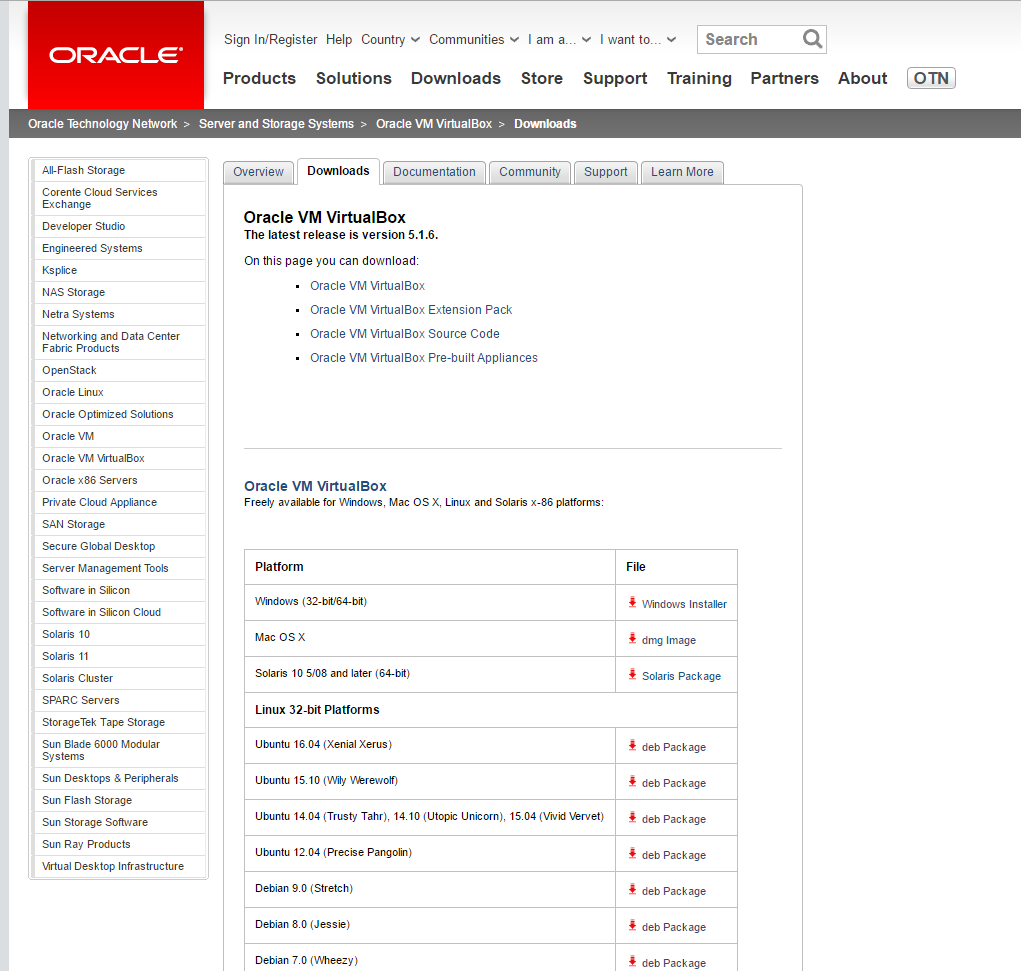 ORACLE
Sign In/Register Help Country Communities I am a... I want to... Search
Products Solutions Downloads Store Support Training Partners About OTN
Oracle Technology Network > Server and Storage Systems > Oracle VM VirtualBox > Downloads
All-Flash Storage
Corente Cloud Services
Exchange
Developer Studio
Engineered Systems
Ksplice
NAS Storage
Netra Systems
Networking and Data Center
Fabric Products
OpenStack
Oracle Linux
Oracle Optimized Solutions
Oracle VM
Oracle VM VirtualBox
Oracle x86 Servers
Private Cloud Appliance
SAN Storage
Secure Global Desktop
Server Management Tools
Software in Silicon
Software in Silicon Cloud
Solaris 10
Solaris 11
Solaris Cluster
SPARC Servers
StorageTek Tape Storage
Sun Blade 6000 Modular
Systems
Sun Desktops & Peripherals
Sun Flash Storage
Sun Storage Software
Sun Ray Products
Virtual Desktop Infrastructure
Overview Downloads Documentation Community Support Learn More
Oracle VM VirtualBox
The latest release is version 5.1.6.
On this page you can download:
Oracle VM VirtualBox
Oracle VM VirtualBox Extension Pack
Oracle VM VirtualBox Source Code
Oracle VM VirtualBox Pre-built Appliances
Oracle VM VirtualBox
Freely available for Windows, Mac OS X, Linux and Solaris x-86 platforms:
Platform File
Windows (32-bit/64-bit) Windows Installer
Mac OS X dmg Image
Solaris 10 5/08 and later (64-bit) Solaris Package
Linux 32-bit Platforms
Ubuntu 16.04 (Xenial Xerus) deb Package
Ubuntu 15.10 (Wily Werewolf) deb Package
Ubuntu 14.04 (Trusty Tahr), 14.10 (Utopic Unicorn), 15.04 (Vivid Vervet) deb Package
Ubuntu 12.04 (Precise Pangolin) deb Package
Debian 9.0 (Stretch) deb Package
Debian 8.0 (Jessie) deb Package
Debian 7.0 (Wheezy) deb Package